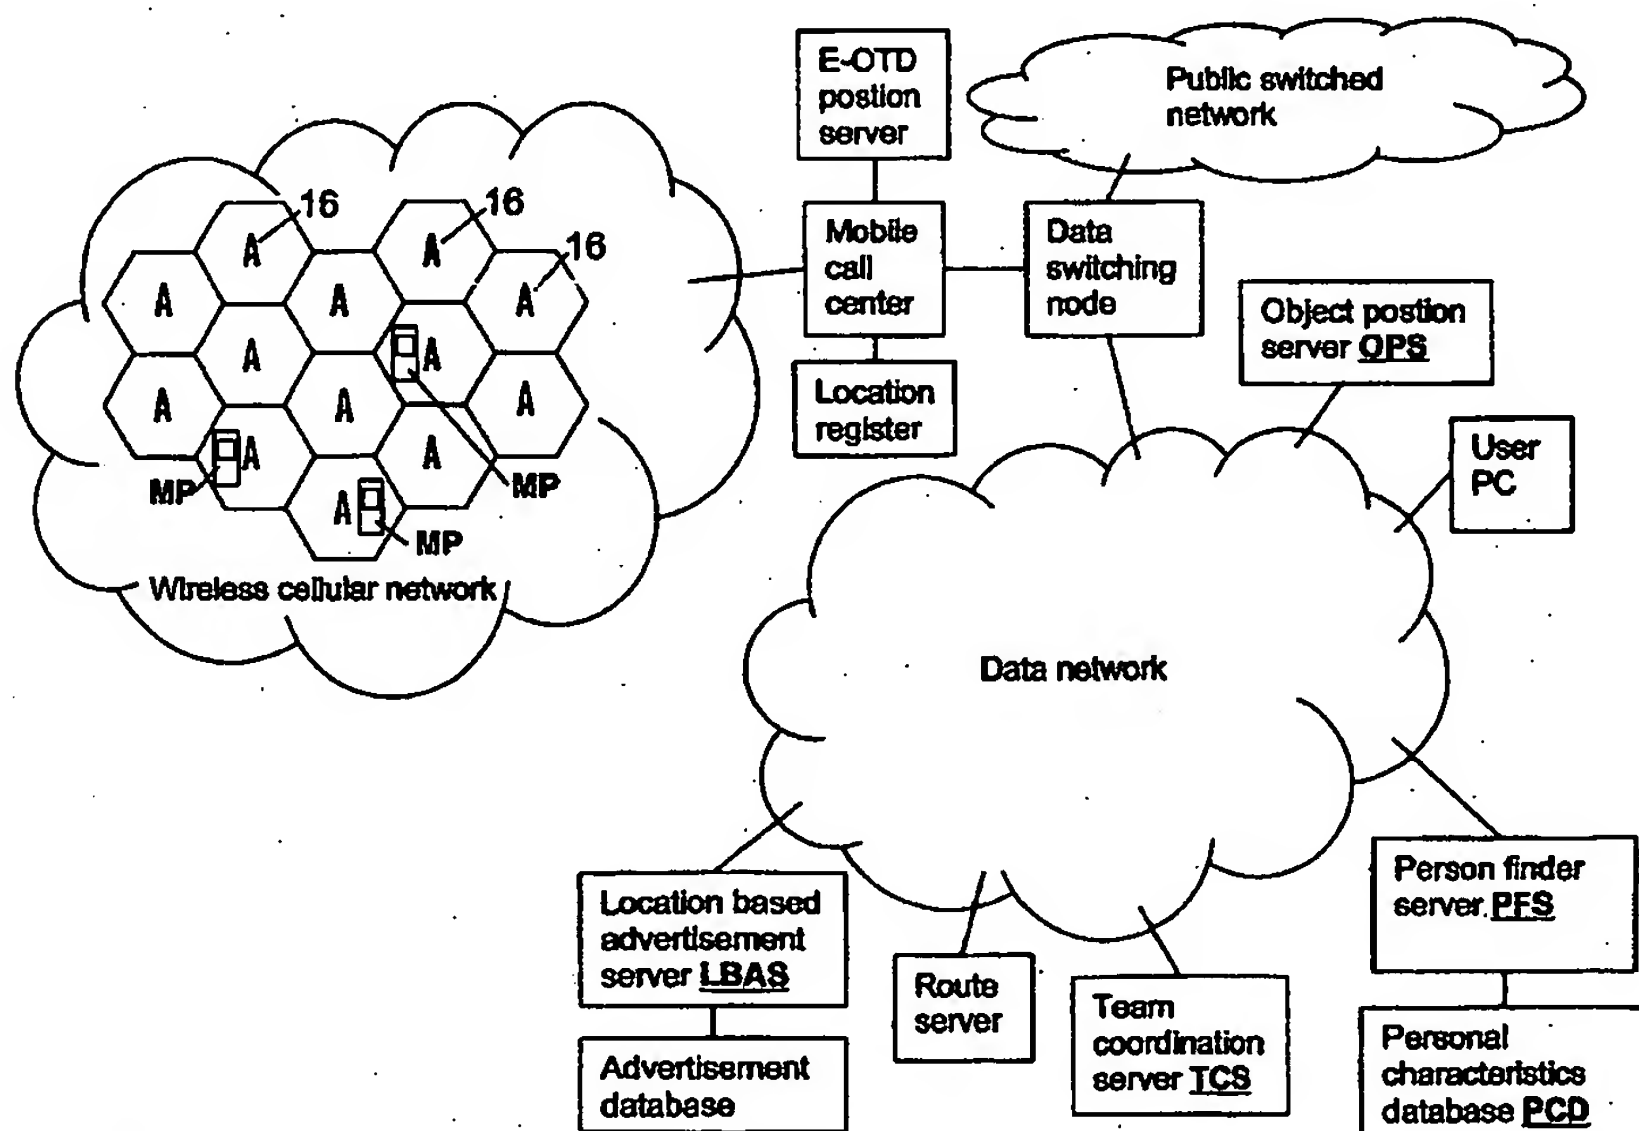 E-OTD
postion
server
Public switched
network
16
16
16
A
A
A
A
A
A
A
A
A
A
A
A
A
Mobile
call
center
Data
switching
node
Object postion
server OPS
Location
register
User
PC
MP
MP
MP
Wireless cellular network
Data network
Location based
advertisement
server LBAS
Advertisement
database
Route
server
Team
coordination
server TCS
Person finder
server. PFS
Personal
characteristics
database PCD